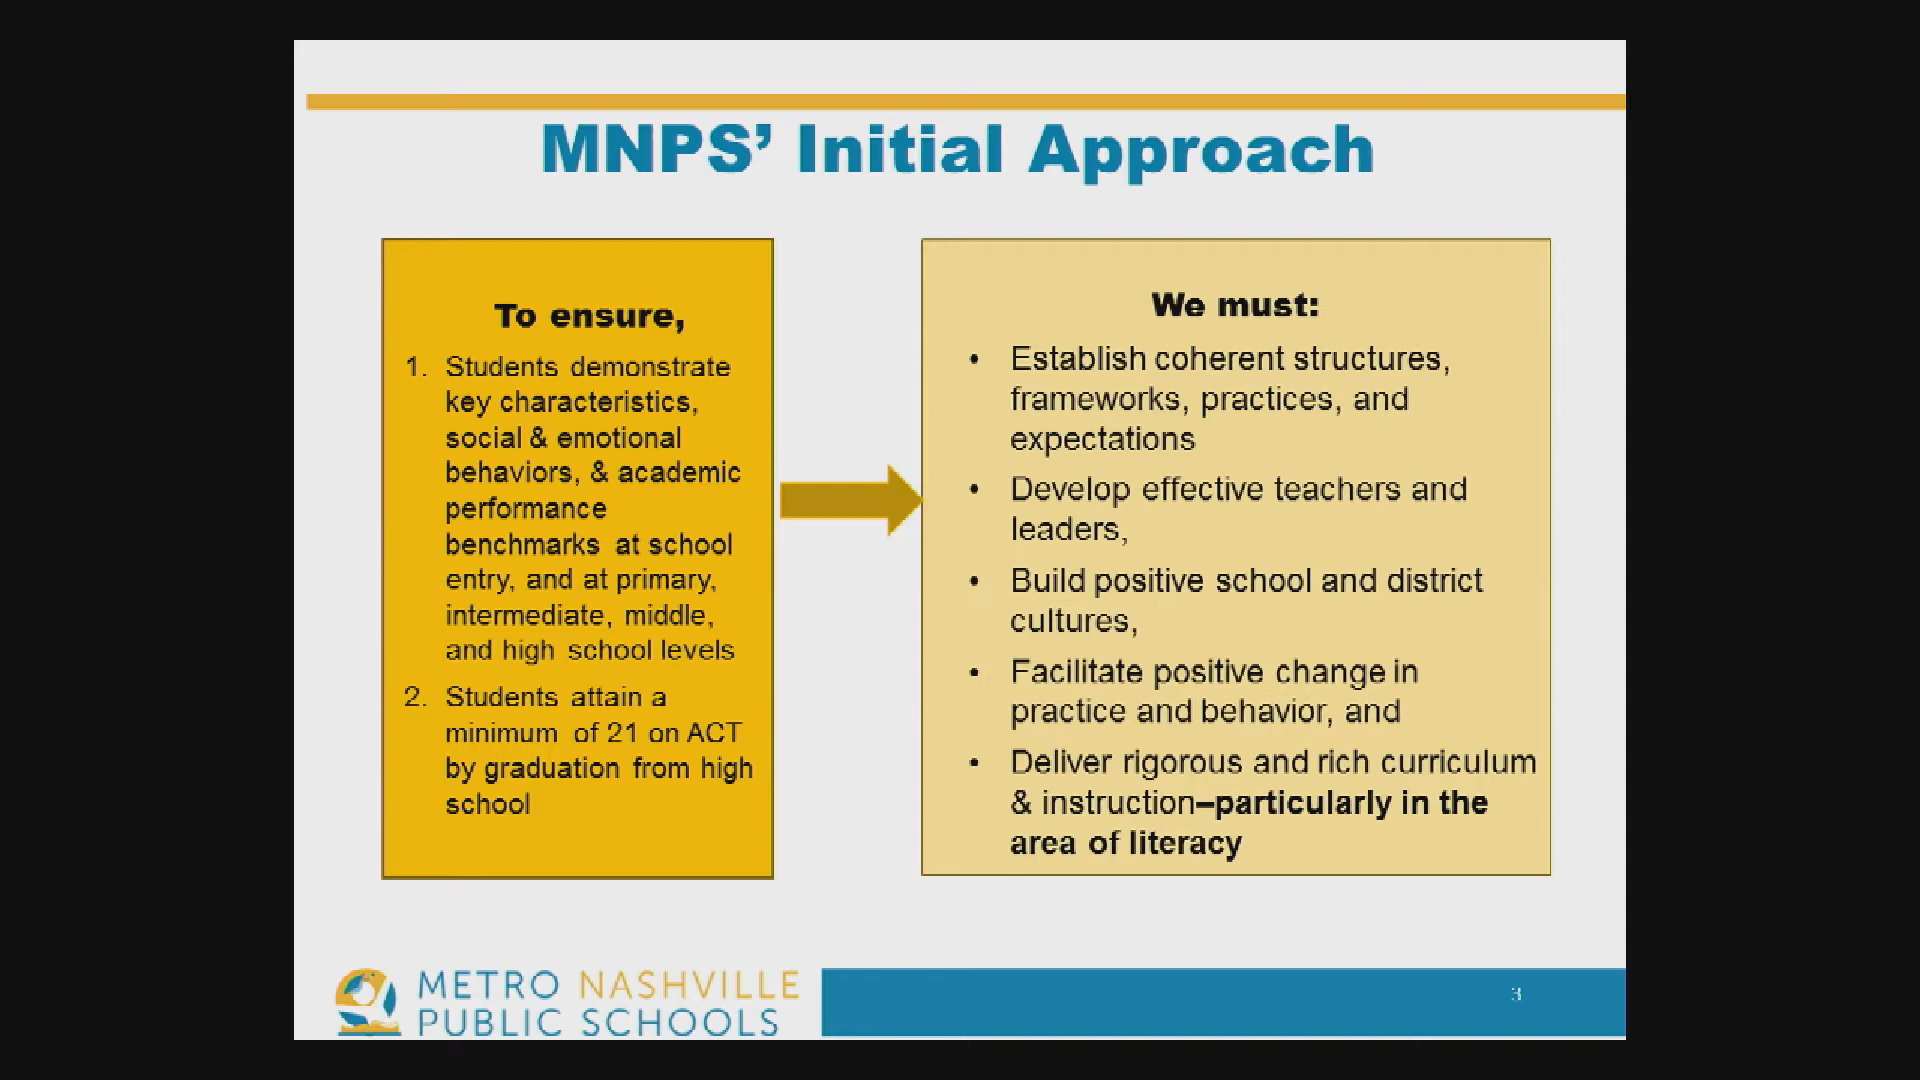 MNPS’ Initial Approach
To ensure,
1. Students demonstrate
key characteristics,
social & emotional
behaviors, & academic
performance
benchmarks at school
entry, and at primary,
intermediate, middle,
and high school levels
2. Students attain a
minimum of 21 on ACT
by graduation from high
school
We must:
• Establish coherent structures,
frameworks, practices, and
expectations
• Develop effective teachers and
leaders,
• Build positive school and district
cultures,
• Facilitate positive change in
practice and behavior, and
• Deliver rigorous and rich curriculum
& instruction–particularly in the
area of literacy
METRO NASHVILLE
PUBLIC SCHOOLS
3